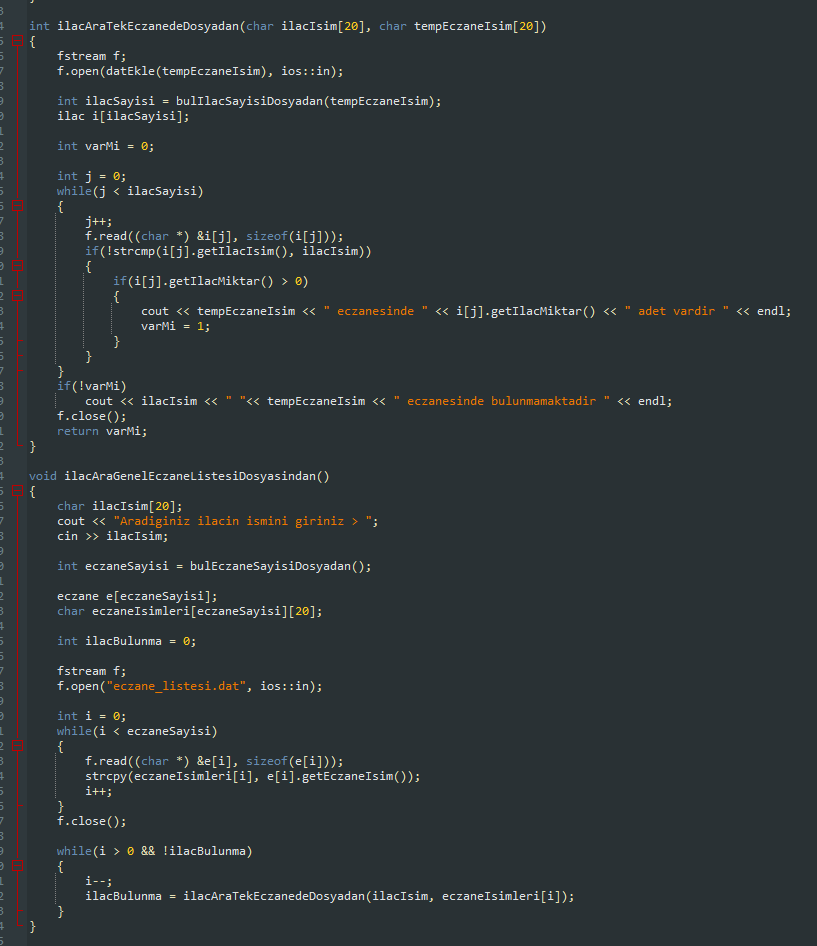 int ilacAraTekEczanedeDosyadan(char ilacIsim[20], char tempEczaneIsim[20])
{
    fstream f;
    f.open(datEkle(tempEczaneIsim), ios::in);
    int ilacSayisi = bulIlacSayisiDosyadan(tempEczaneIsim);
    ilac i[ilacSayisi];
    int varMi = 0;
    int j = 0;
    while(j < ilacSayisi)
    {
        j++;
        f.read((char *) &i[j], sizeof(i[j]));
        if(!strcmp(i[j].getIlacIsim(), ilacIsim))
        {
            if(i[j].getIlacMiktar() > 0)
            {
                cout << tempEczaneIsim << " eczanesinde " << i[j].getIlacMiktar() << " adet vardir " << endl;
                varMi = 1;
            }
        }
    }
    if(!varMi)
        cout << ilacIsim << " "<< tempEczaneIsim << " eczanesinde bulunmamaktadir " << endl;
    f.close();
    return varMi;
}
void ilacAraGenelEczaneListesiDosyasindan()
{
    char ilacIsim[20];
    cout << "Aradiginiz ilacin ismini giriniz > ";
    cin >> ilacIsim;
    int eczaneSayisi = bulEczaneSayisiDosyadan();
    eczane e[eczaneSayisi];
    char eczaneIsimleri[eczaneSayisi][20];
    int ilacBulunma = 0;
    fstream f;
    f.open("eczane_listesi.dat", ios::in);
    int i = 0;
    while(i < eczaneSayisi)
    {
        f.read((char *) &e[i], sizeof(e[i]));
        strcpy(eczaneIsimleri[i], e[i].getEczaneIsim());
        i++;
    }
    f.close();
    while(i > 0 && !ilacBulunma)
    {
        i--;
        ilacBulunma = ilacAraTekEczanedeDosyadan(ilacIsim, eczaneIsimleri[i]);
    }
}